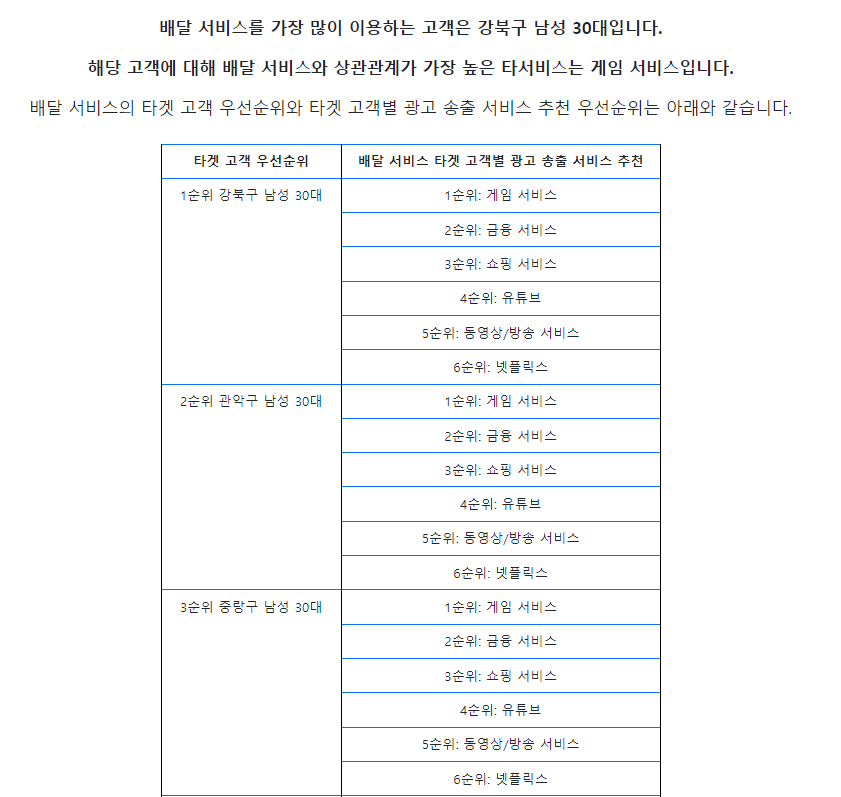 배달 서비스를 가장 많이 이용하는 고객은 강북구 남성 30대입니다.
해당 고객에 대해 배달 서비스와 상관관계가 가장 높은 타서비스는 게임 서비스입니다.
배달 서비스의 타겟 고객 우선순위와 타겟 고객별 광고 송출 서비스 추천 우선순위는 아래와 같습니다.
타겟 고객 우선순위 배달 서비스 타겟 고객별 광고 송출 서비스 추천
1순위 강북구 남성 30대 1순위: 게임 서비스
2순위: 금융 서비스
3순위: 쇼핑 서비스
4순위: 유튜브
5순위: 동영상/방송 서비스
6순위: 넷플릭스
2순위 관악구 남성 30대 1순위: 게임 서비스
2순위: 금융 서비스
3순위: 쇼핑 서비스
4순위: 유튜브
5순위: 동영상/방송 서비스
6순위: 넷플릭스
3순위 중랑구 남성 30대 1순위: 게임 서비스
2순위: 금융 서비스
3순위: 쇼핑 서비스
4순위: 유튜브
5순위: 동영상/방송 서비스
6순위: 넷플릭스